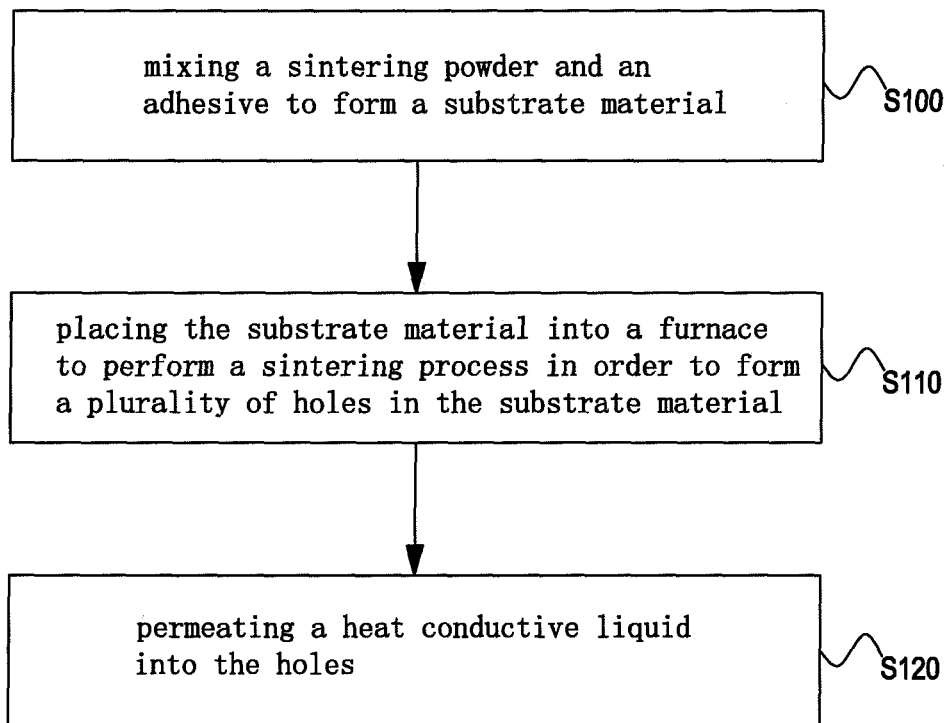 mixing a sintering powder and an
adhesive to form a substrate material
S100
placing the substrate material into a furnace
to perform a sintering process in order to form
a plurality of holes in the substrate material
S110
permeating a heat conductive liquid
into the holes
S120